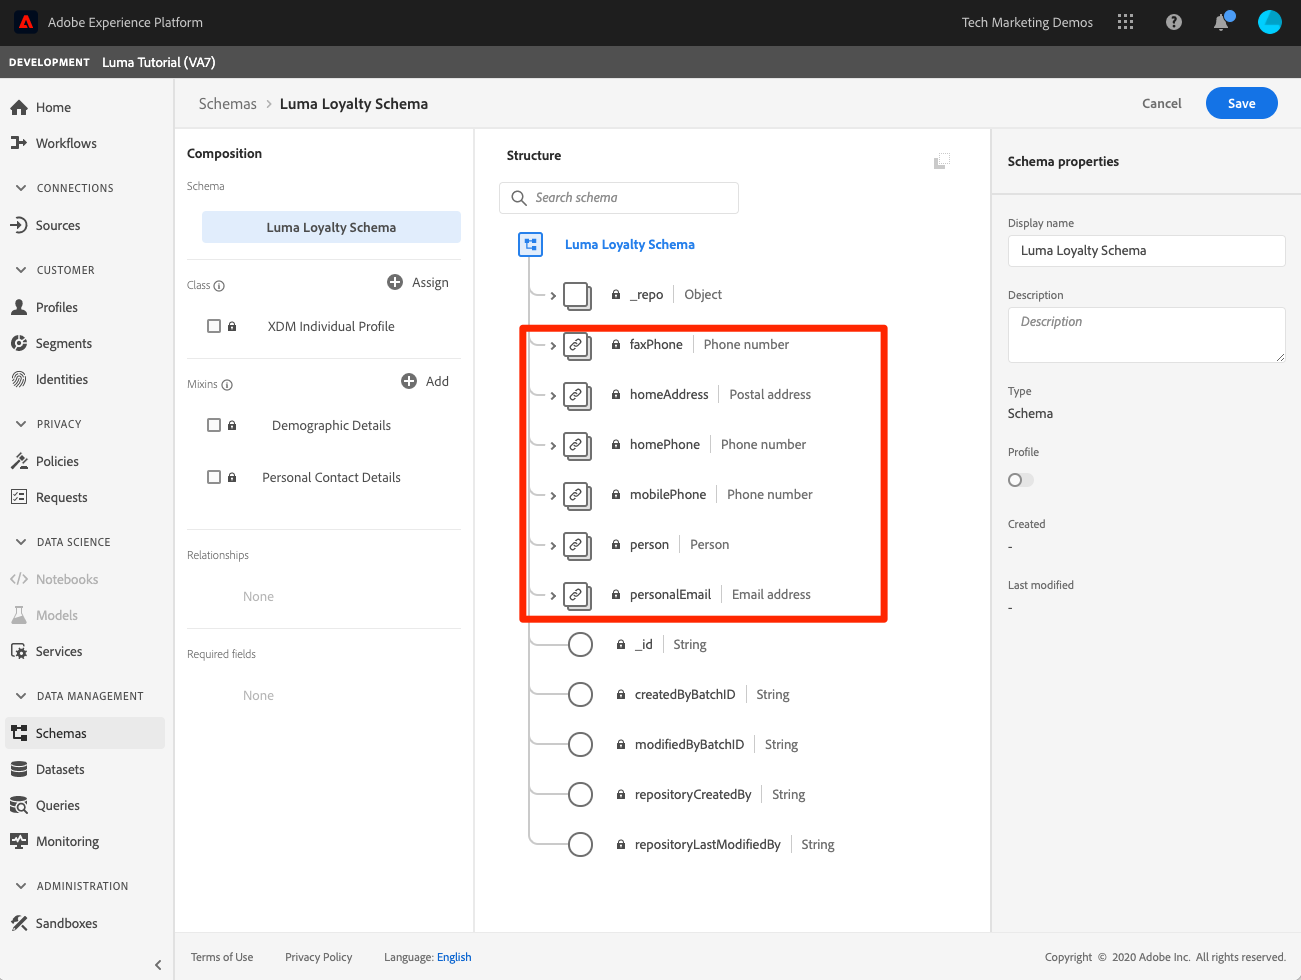 Adobe Experience Platform
Tech Marketing Demos
DEVELOPMENT Luma Tutorial (VA7)
Home
Workflows
CONNECTIONS
Sources
CUSTOMER
Profiles
Segments
Identities
PRIVACY
Policies
Requests
DATA SCIENCE
Notebooks
Models
Services
DATA MANAGEMENT
Schemas
Datasets
Queries
Monitoring
ADMINISTRATION
Sandboxes
Schemas > Luma Loyalty Schema
Cancel
Save
Composition
Schema
Luma Loyalty Schema
Class
Assign
XDM Individual Profile
Mixins
Add
Demographic Details
Personal Contact Details
Relationships
None
Required fields
None
Structure
Search schema
Luma Loyalty Schema
_repo Object
faxPhone Phone number
homeAddress Postal address
homePhone Phone number
mobilePhone Phone number
person Person
personalEmail Email address
_id String
createdByBatchID String
modifiedByBatchID String
repositoryCreatedBy String
repositoryLastModifiedBy String
Schema properties
Display name
Luma Loyalty Schema
Description
Description
Type
Schema
Profile
Created
-
Last modified
-
Terms of Use
Privacy Policy
Language: English
Copyright © 2020 Adobe Inc. All rights reserved.